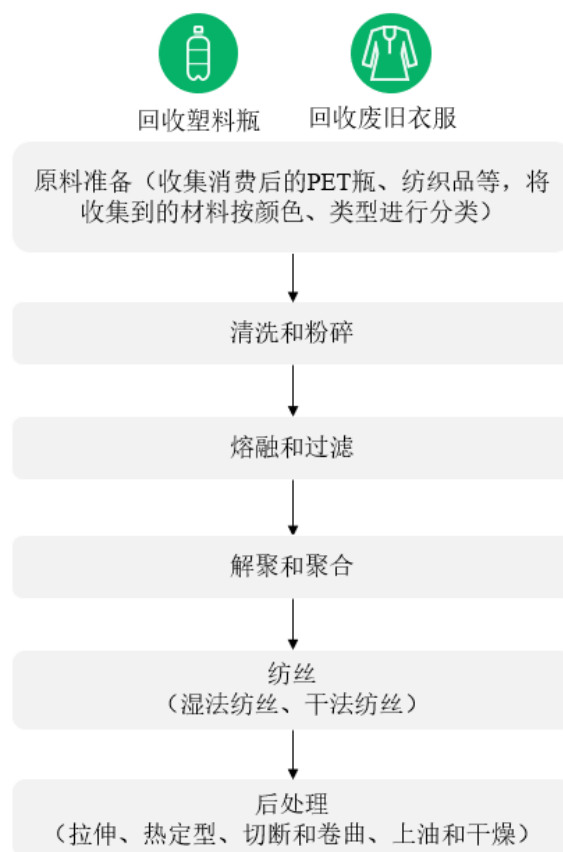 回收塑料瓶
回收废旧衣服
原料准备（收集消费后的PET瓶、纺织品等，将
收集到的材料按颜色、类型进行分类）
清洗和粉碎
熔融和过滤
解聚和聚合
纺丝
（湿法纺丝、干法纺丝）
后处理
（拉伸、热定型、切断和卷曲、上油和干燥）